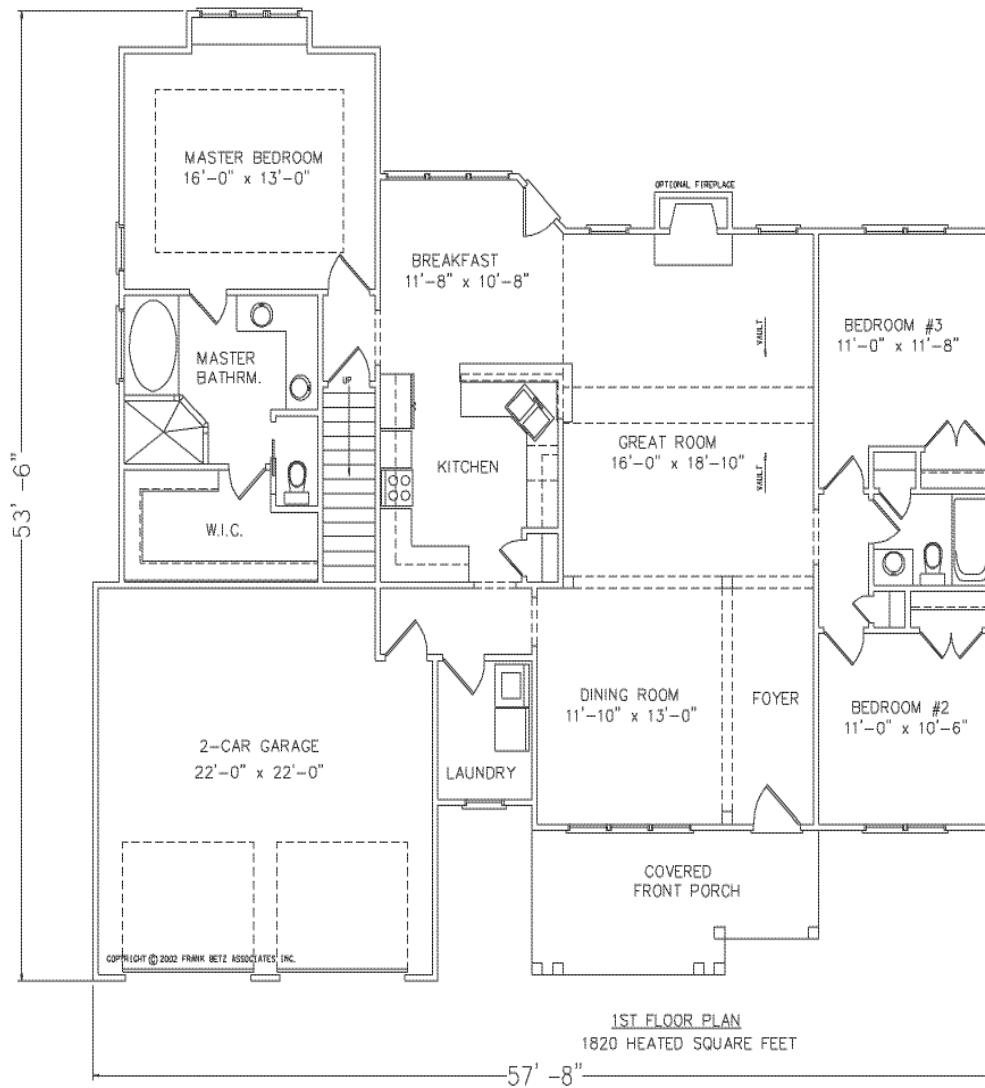 OPTIONAL FIREPLACE
MASTER BEDROOM
16'-0" x 13'-0"
BREAKFAST
11'-8" x 10'-8"
VAULT
BEDROOM #3
11'-0" x 11'-8"
MASTER
BATHRM.
UP
KITCHEN
GREAT ROOM
16'-0" x 18'-10"
VAULT
53' -6"
W.I.C.
DINING ROOM
11'-10" x 13'-0"
FOYER
BEDROOM #2
11'-0" x 10'-6"
2-CAR GARAGE
22'-0" x 22'-0"
LAUNDRY
COVERED
FRONT PORCH
COPYRIGHT © 2002 FRANK BETZ ASSOCIATES INC.
1ST FLOOR PLAN
1820 HEATED SQUARE FEET
57' -8"